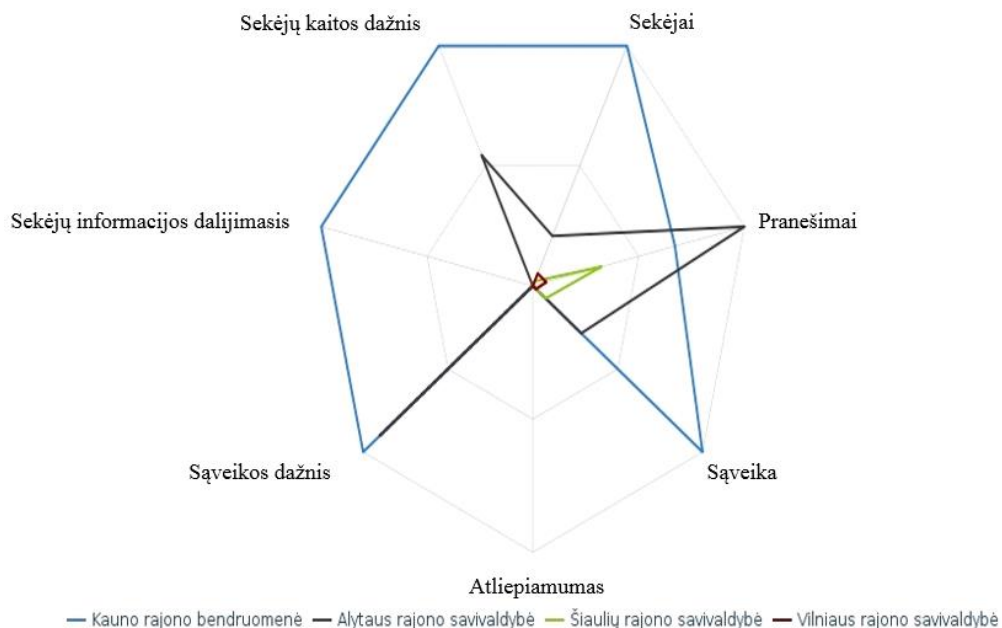 Sekėjų kaitos dažnis
Sekėjai
Sekėjų informacijos dalijimasis
Pranešimai
Sąveikos dažnis
Sąveika
Atliepiamumas
Kauno rajono bendruomenė
Alytaus rajono savivaldybė
Šiaulių rajono savivaldybė
Vilniaus rajono savivaldybė